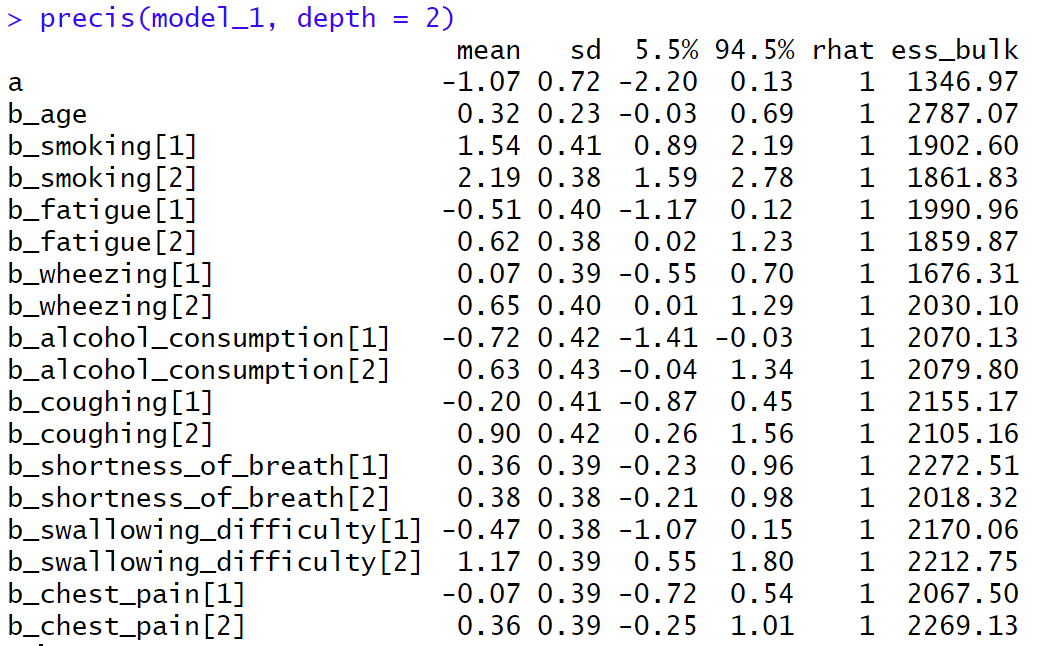 > precis(model_1, depth = 2)
mean sd 5.5% 94.5% rhat ess_bulk
a -1.07 0.72 -2.20 0.13 1 1346.97
b_age 0.32 0.23 -0.03 0.69 1 2787.07
b_smoking[1] 1.54 0.41 0.89 2.19 1 1902.60
b_smoking[2] 2.19 0.38 1.59 2.78 1 1861.83
b_fatigue[1] -0.51 0.40 -1.17 0.12 1 1990.96
b_fatigue[2] 0.62 0.38 0.02 1.23 1 1859.87
b_wheezing[1] 0.07 0.39 -0.55 0.70 1 1676.31
b_wheezing[2] 0.65 0.40 0.01 1.29 1 2030.10
b_alcohol_consumption[1] -0.72 0.42 -1.41 -0.03 1 2070.13
b_alcohol_consumption[2] 0.63 0.43 -0.04 1.34 1 2079.80
b_coughing[1] -0.20 0.41 -0.87 0.45 1 2155.17
b_coughing[2] 0.90 0.42 0.26 1.56 1 2105.16
b_shortness_of_breath[1] 0.36 0.39 -0.23 0.96 1 2272.51
b_shortness_of_breath[2] 0.38 0.38 -0.21 0.98 1 2018.32
b_swallowing_difficulty[1] -0.47 0.38 -1.07 0.15 1 2170.06
b_swallowing_difficulty[2] 1.17 0.39 0.55 1.80 1 2212.75
b_chest_pain[1] -0.07 0.39 -0.72 0.54 1 2067.50
b_chest_pain[2] 0.36 0.39 -0.25 1.01 1 2269.13